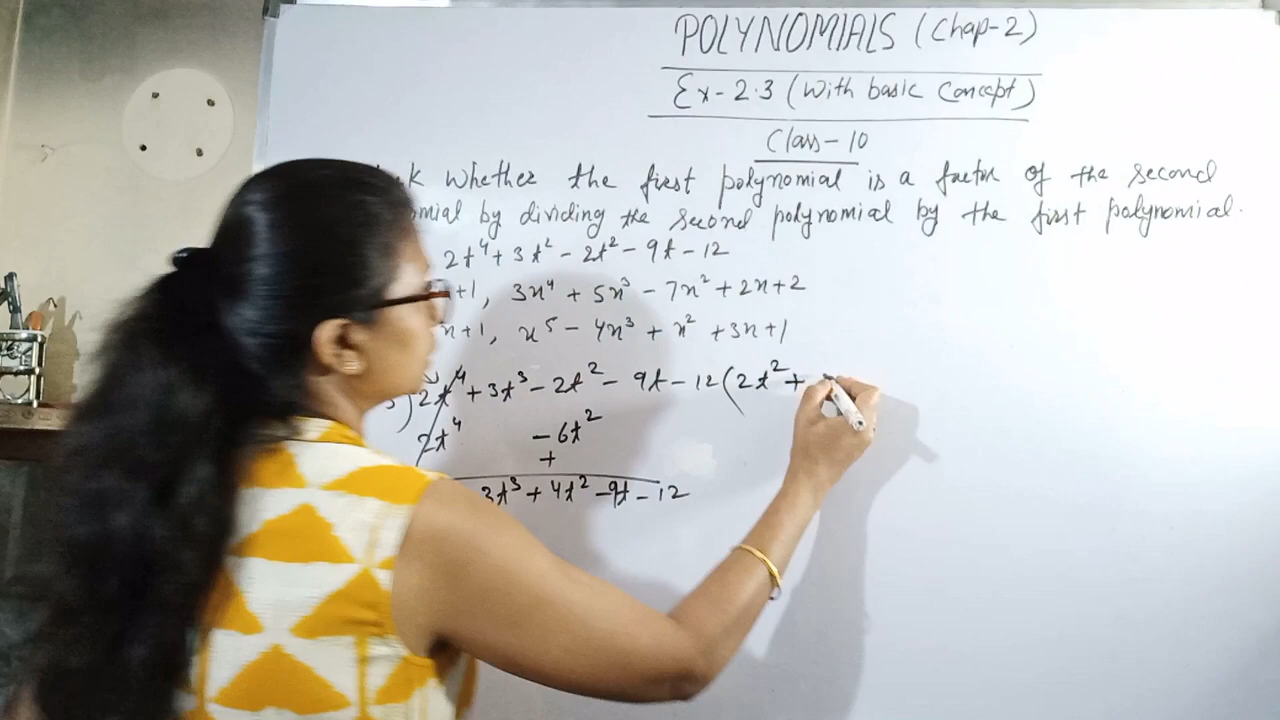 POLYNOMIALS (Chap-2)
Ex-2.3 (With basic Concept)
Class-10
k whether the first polynomial is a factor of the second
omial by dividing the second polynomial by the first polynomial.
2t⁴+3t²-2t²-9t-12
+1, 3x⁴+5x³-7x²+2x+2
x+1, x⁵-4x³+x²+3x+1
3)2t⁴+3t³-2t²-9t-12(2t²+
2t⁴ -6t²
+
3t³+4t²-9t-12